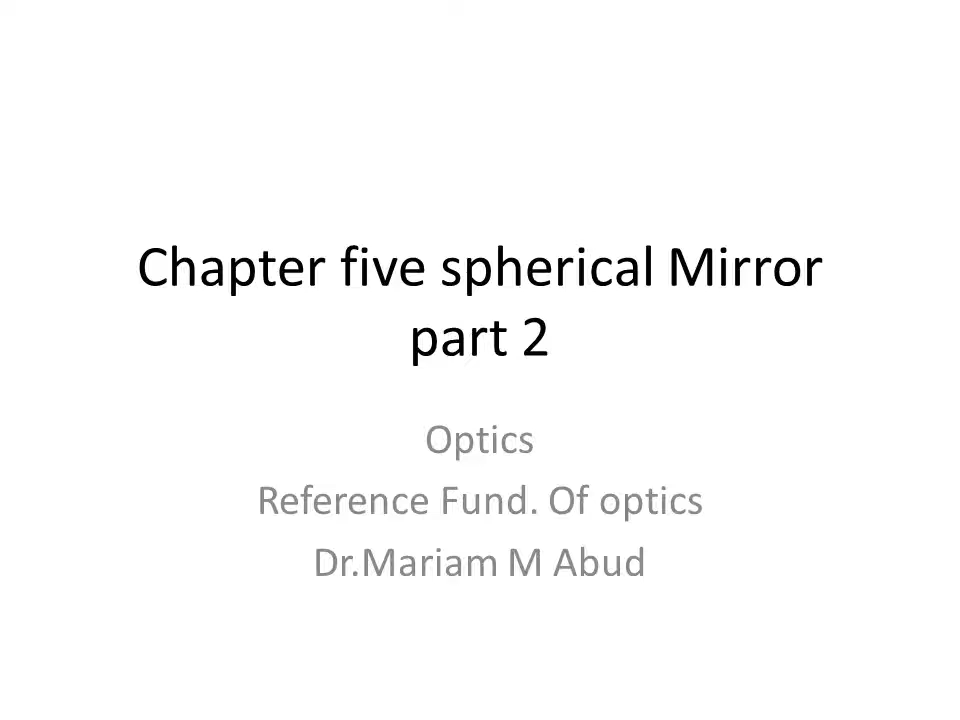 Chapter five spherical Mirror
part 2
Optics
Reference Fund. Of optics
Dr.Mariam M Abud